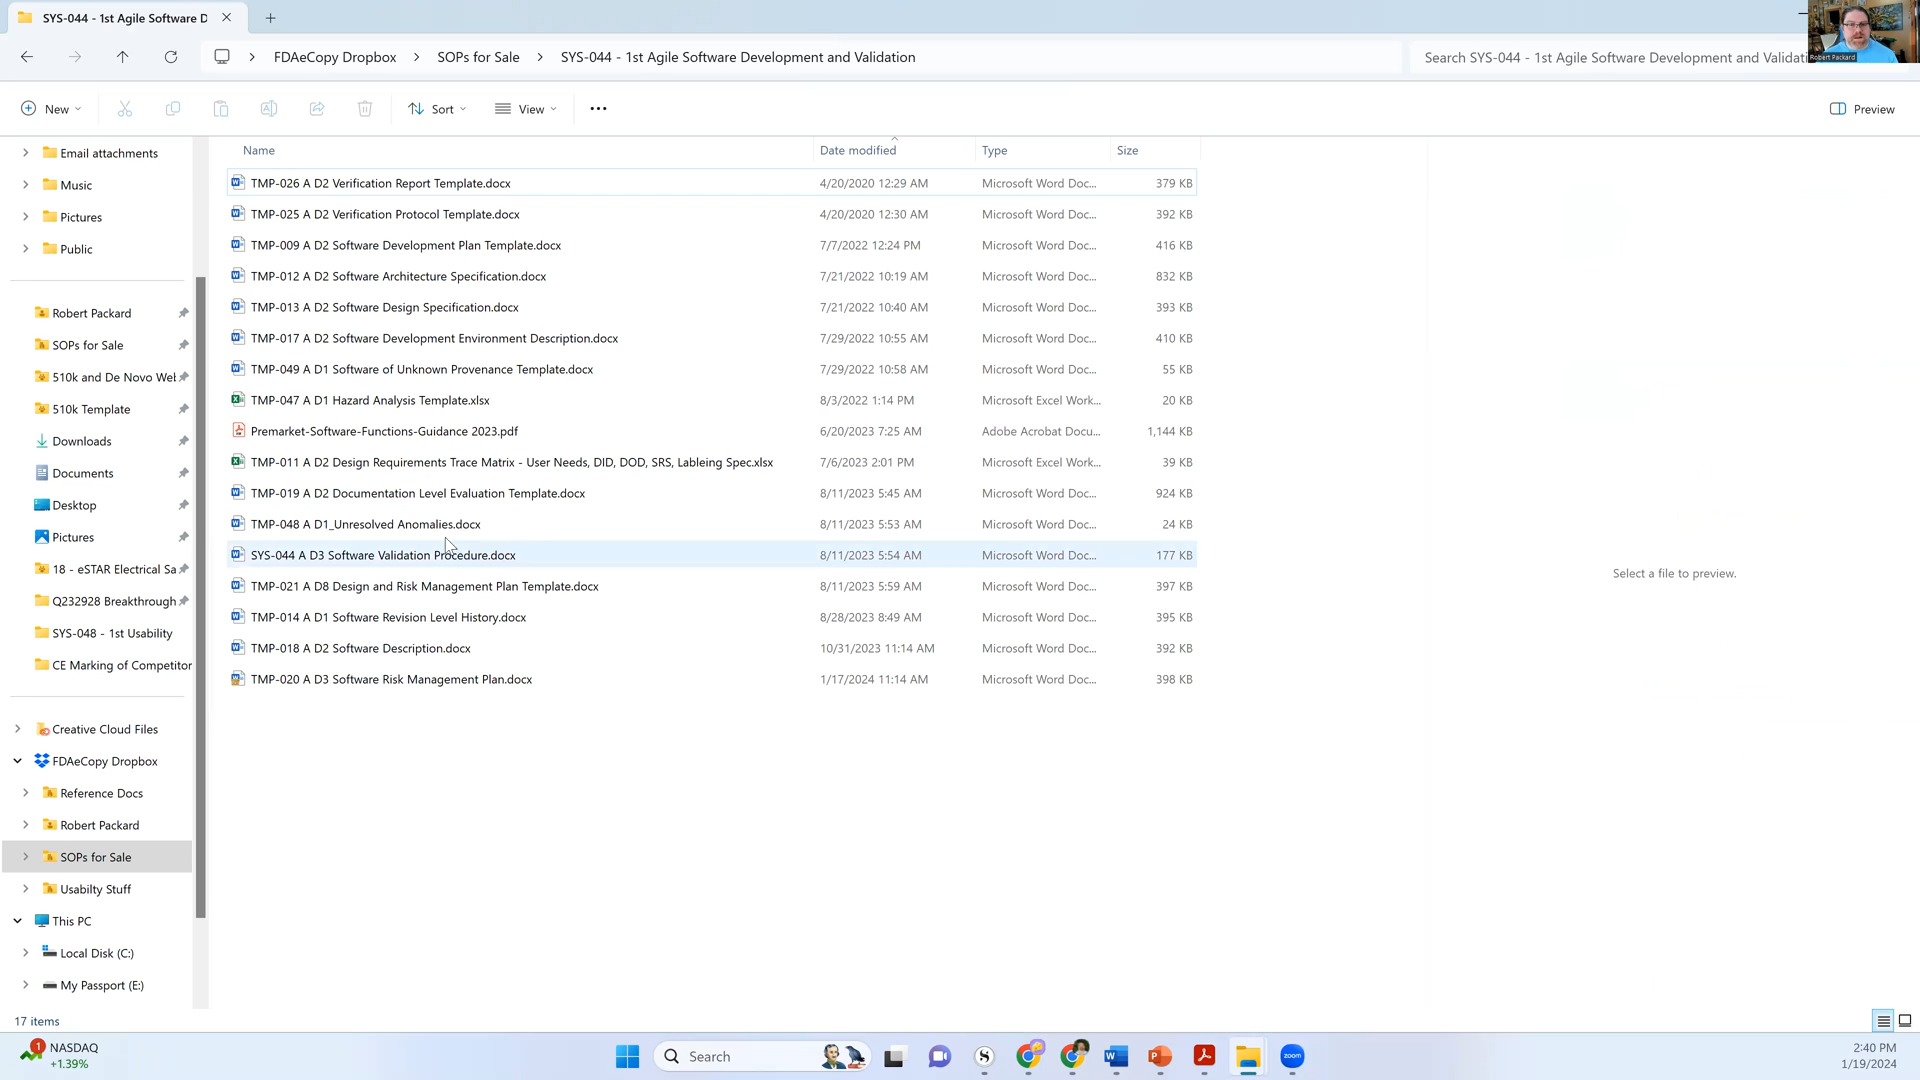 SYS-044 - 1st Agile Software D
Robert Packard
FDAeCopy Dropbox
SOPs for Sale
SYS-044 - 1st Agile Software Development and Validation
Search SYS-044 - 1st Agile Software Development and Validati
New
Sort
View
Preview
Name
Date modified
Type
Size
Email attachments
Music
Pictures
Public
Robert Packard
SOPs for Sale
510k and De Novo Wel
510k Template
Downloads
Documents
Desktop
Pictures
18 - eSTAR Electrical Sa
Q232928 Breakthrough
SYS-048 - 1st Usability
CE Marking of Competitor
Creative Cloud Files
FDAeCopy Dropbox
Reference Docs
Robert Packard
SOPs for Sale
Usabilty Stuff
This PC
Local Disk (C:)
My Passport (E:)
TMP-026 A D2 Verification Report Template.docx 4/20/2020 12:29 AM Microsoft Word Doc... 379 KB
TMP-025 A D2 Verification Protocol Template.docx 4/20/2020 12:30 AM Microsoft Word Doc... 392 KB
TMP-009 A D2 Software Development Plan Template.docx 7/7/2022 12:24 PM Microsoft Word Doc... 416 KB
TMP-012 A D2 Software Architecture Specification.docx 7/21/2022 10:19 AM Microsoft Word Doc... 832 KB
TMP-013 A D2 Software Design Specification.docx 7/21/2022 10:40 AM Microsoft Word Doc... 393 KB
TMP-017 A D2 Software Development Environment Description.docx 7/29/2022 10:55 AM Microsoft Word Doc... 410 KB
TMP-049 A D1 Software of Unknown Provenance Template.docx 7/29/2022 10:58 AM Microsoft Word Doc... 55 KB
TMP-047 A D1 Hazard Analysis Template.xlsx 8/3/2022 1:14 PM Microsoft Excel Work... 20 KB
Premarket-Software-Functions-Guidance 2023.pdf 6/20/2023 7:25 AM Adobe Acrobat Docu... 1,144 KB
TMP-011 A D2 Design Requirements Trace Matrix - User Needs, DID, DOD, SRS, Lableing Spec.xlsx 7/6/2023 2:01 PM Microsoft Excel Work... 39 KB
TMP-019 A D2 Documentation Level Evaluation Template.docx 8/11/2023 5:45 AM Microsoft Word Doc... 924 KB
TMP-048 A D1_Unresolved Anomalies.docx 8/11/2023 5:53 AM Microsoft Word Doc... 24 KB
SYS-044 A D3 Software Validation Procedure.docx 8/11/2023 5:54 AM Microsoft Word Doc... 177 KB
TMP-021 A D8 Design and Risk Management Plan Template.docx 8/11/2023 5:59 AM Microsoft Word Doc... 397 KB
TMP-014 A D1 Software Revision Level History.docx 8/28/2023 8:49 AM Microsoft Word Doc... 395 KB
TMP-018 A D2 Software Description.docx 10/31/2023 11:14 AM Microsoft Word Doc... 392 KB
TMP-020 A D3 Software Risk Management Plan.docx 1/17/2024 11:14 AM Microsoft Word Doc... 398 KB
Select a file to preview.
17 items
1
NASDAQ
+1.39%
Search
zoom
2:40 PM
1/19/2024